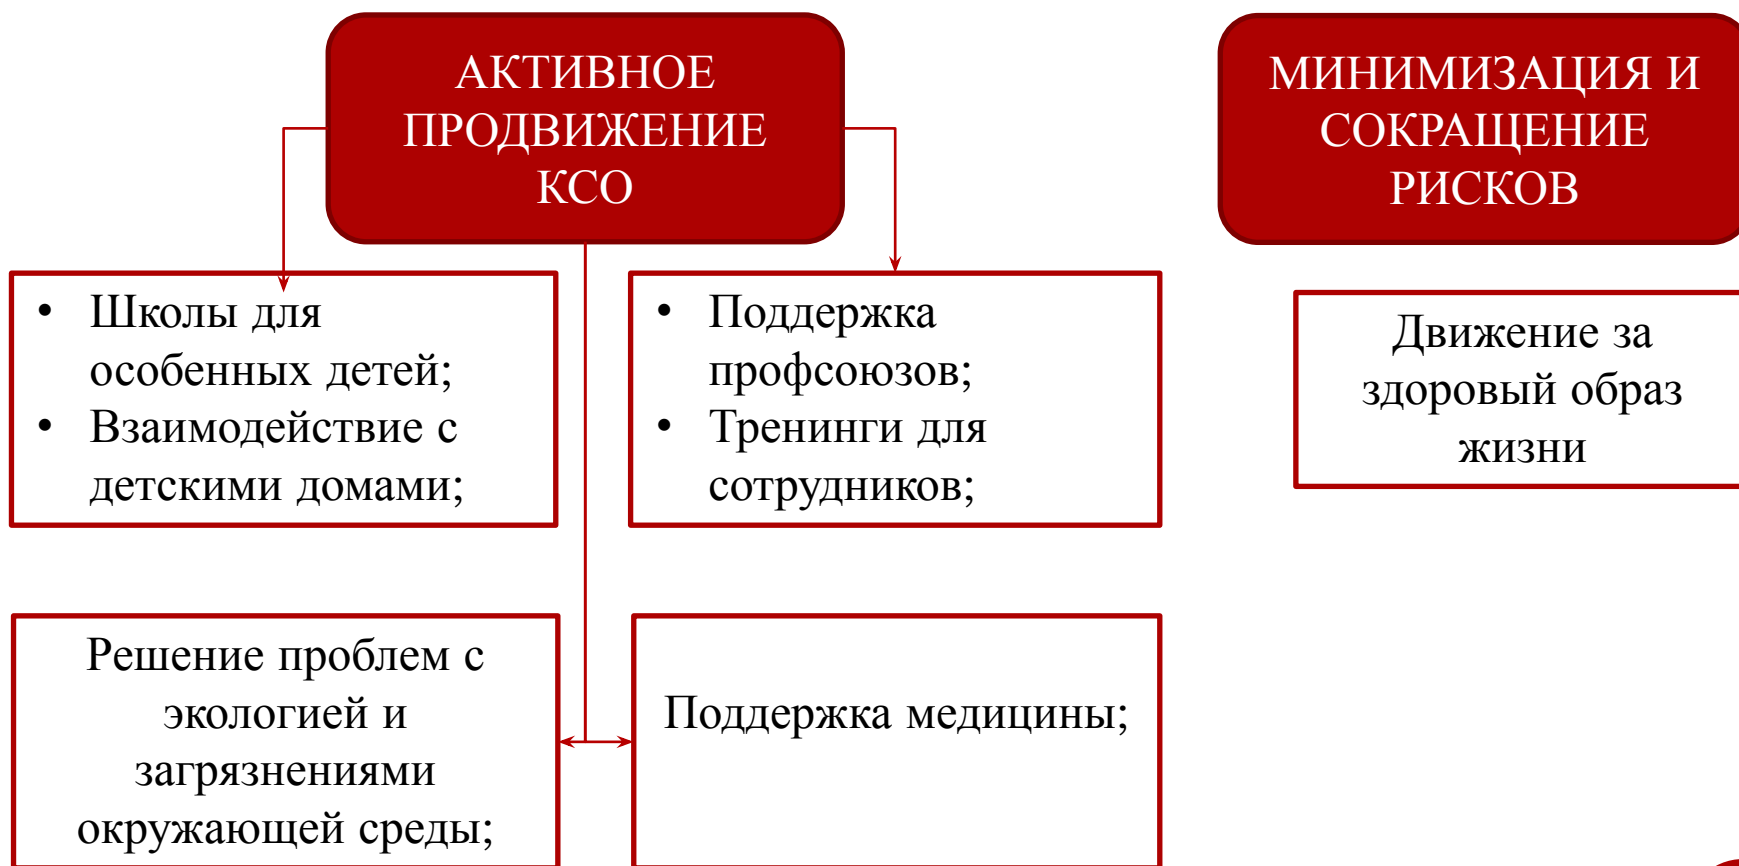 АКТИВНОЕ
ПРОДВИЖЕНИЕ
КСО
МИНИМИЗАЦИЯ И
СОКРАЩЕНИЕ
РИСКОВ
• Школы для
особенных детей;
• Взаимодействие с
детскими домами;
• Поддержка
профсоюзов;
• Тренинги для
сотрудников;
Движение за
здоровый образ
жизни
Решение проблем с
экологией и
загрязнениями
окружающей среды;
Поддержка медицины;